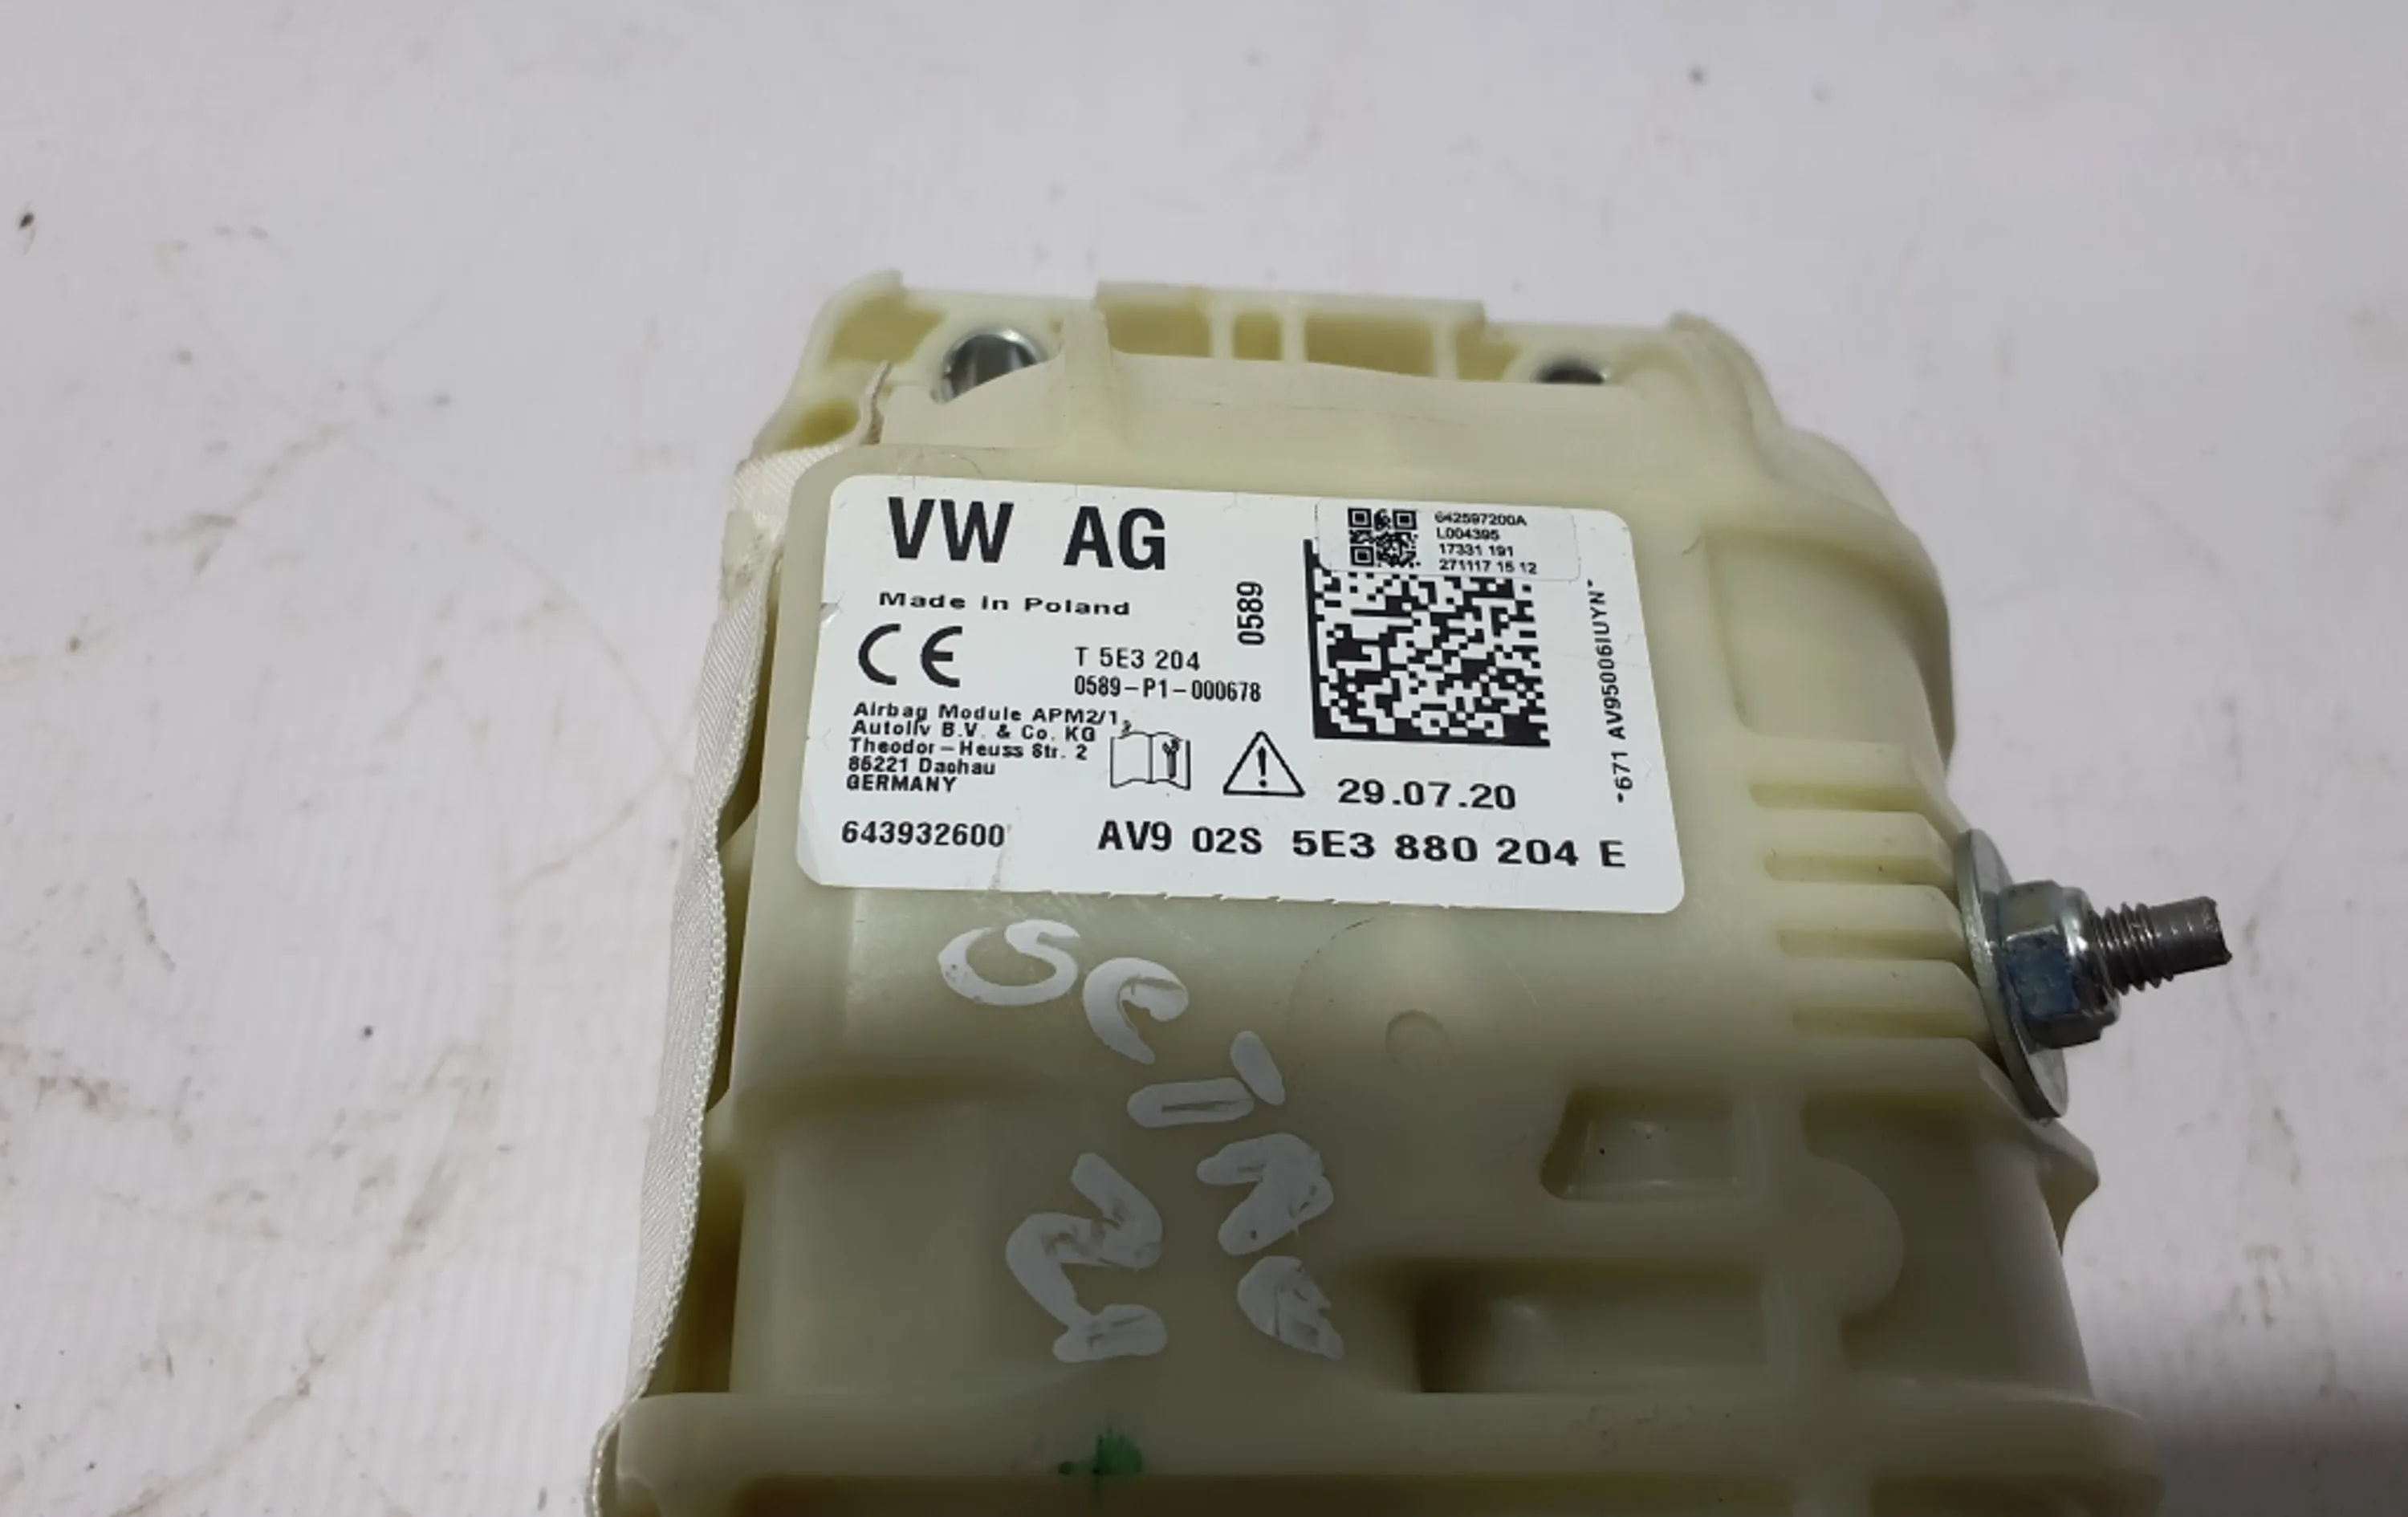 VW AG
642597200A
L004395
17331 191
271117 15 12
Made in Poland
0589
CE
T 5E3 204
0589-P1-000678
*671 AV95006IUYN*
Airbag Module APM2/1,
Autoliv B.V. & Co. KG
Theodor-Heuss Str. 2
85221 Dachau
GERMANY
29.07.20
643932600
AV9 02S 5E3 880 204 E